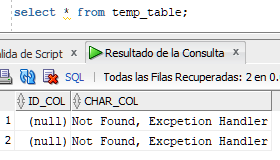 select * from temp_table;
alida de Script × Resultado de la Consulta ×
SQL | Todas las Filas Recuperadas: 2 en 0.
ID_COL CHAR_COL
1 (null) Not Found, Excpetion Handler
2 (null) Not Found, Excpetion Handler